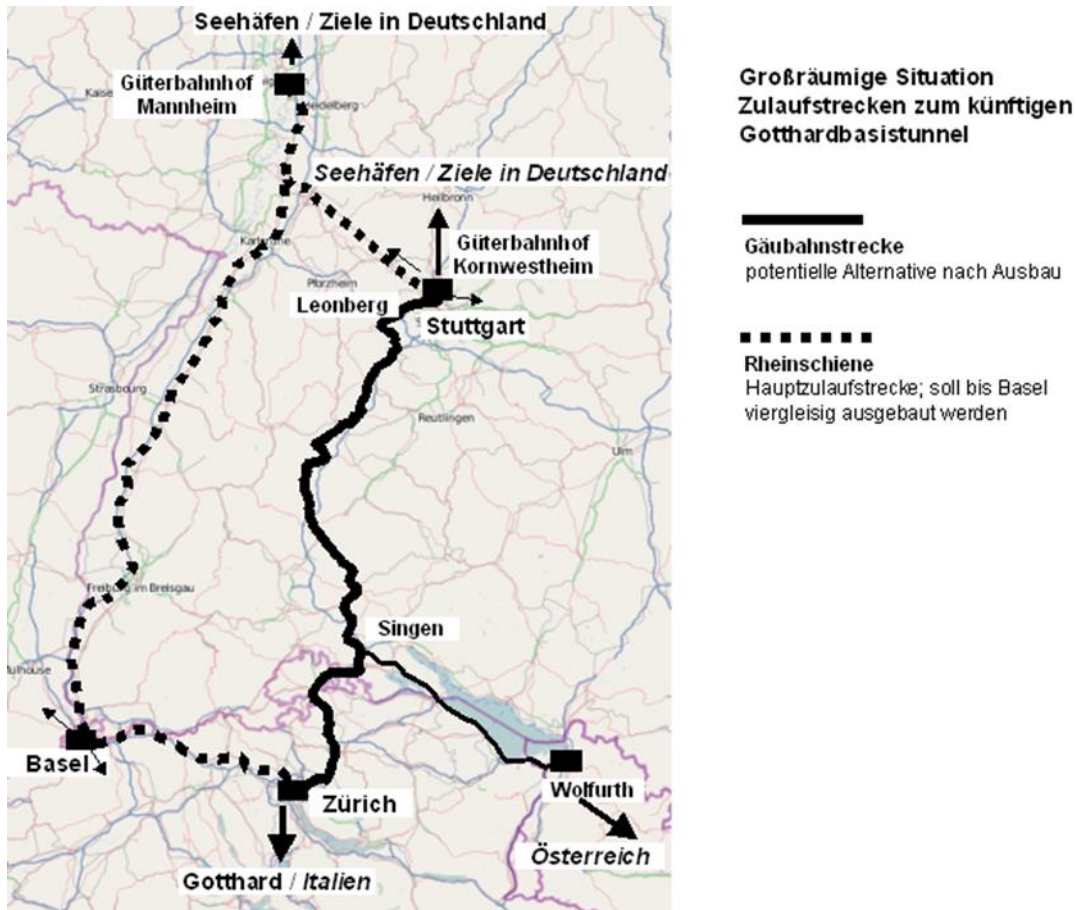 Seehäfen / Ziele in Deutschland
Güterbahnhof
Mannheim
Heidelberg
Seehäfen / Ziele in Deutschland
Heilbronn
Karlsruhe
Güterbahnhof
Kornwestheim
Pforzheim
Leonberg
Stuttgart
Strasbourg
Reutlingen
Ulm
Freiburg im Breisgau
Singen
Mulhouse
Basel
Zürich
Wolfurth
Österreich
Gotthard / Italien
Großräumige Situation
Zulaufstrecken zum künftigen
Gotthardbasistunnel
Gäubahnstrecke
potentielle Alternative nach Ausbau
Rheinschiene
Hauptzulaufstrecke; soll bis Basel
viergleisig ausgebaut werden